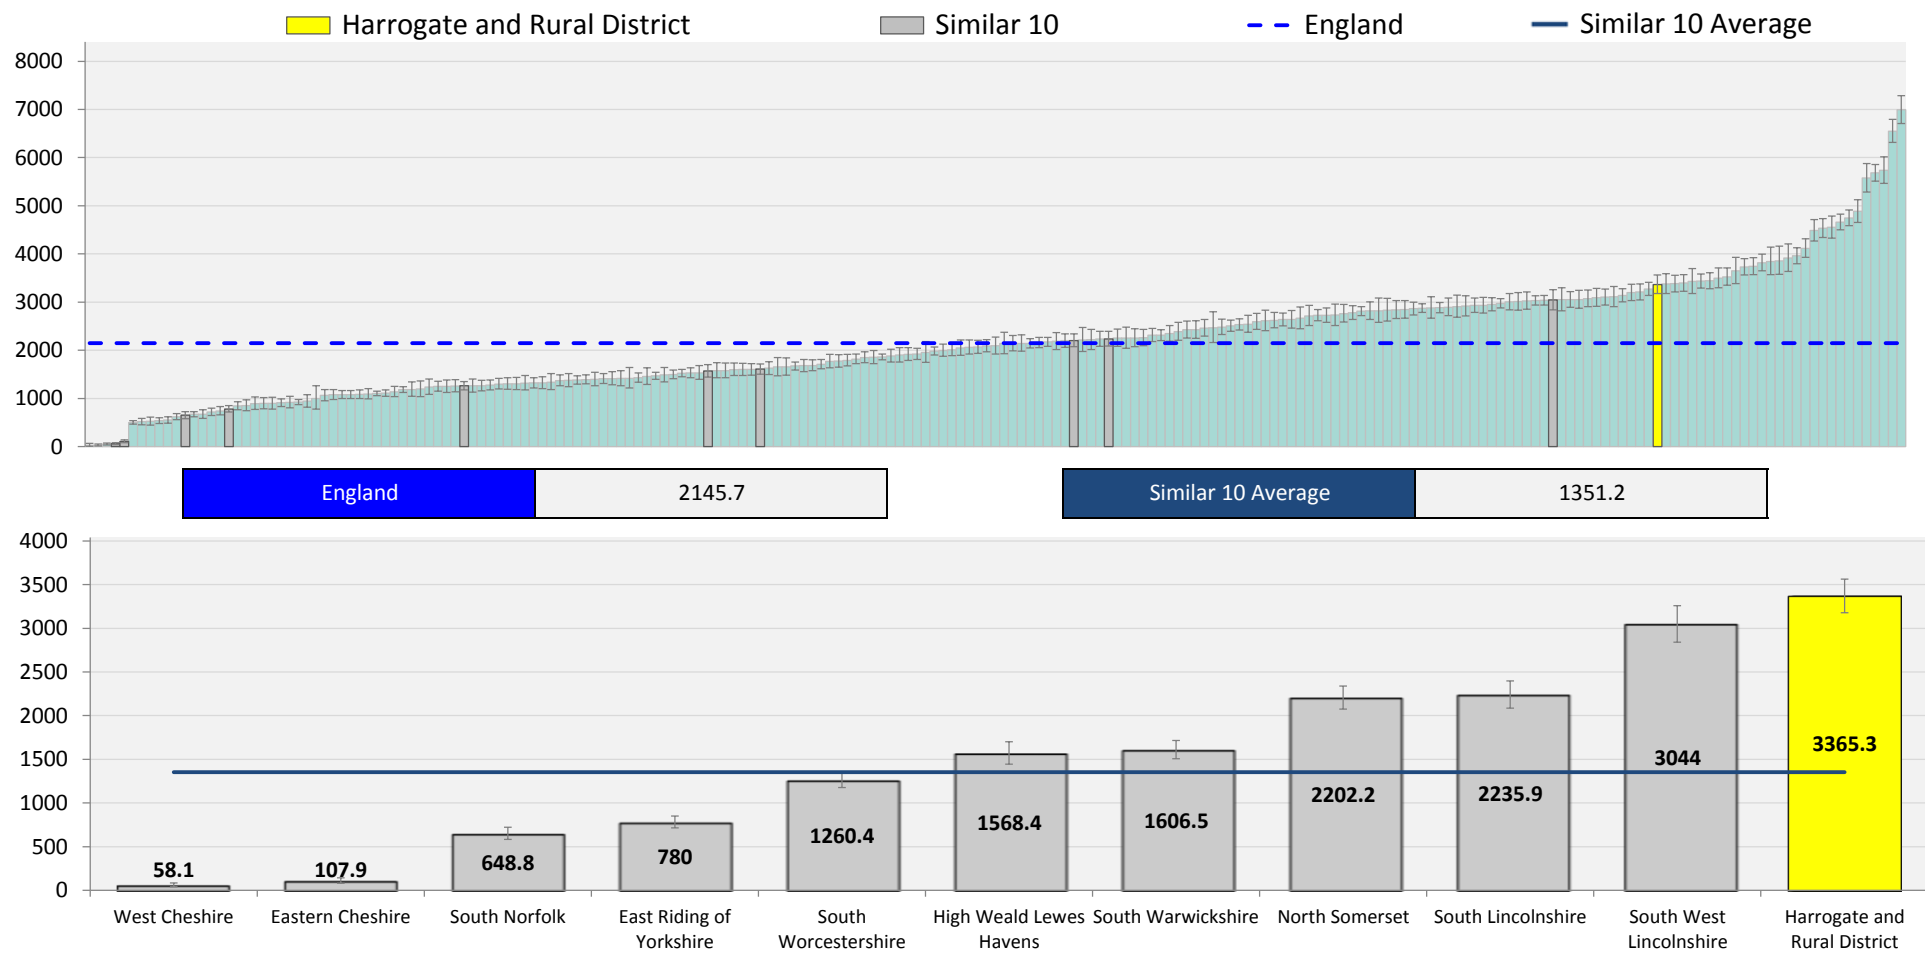 Harrogate and Rural District
Similar 10
England
Similar 10 Average
8000
7000
6000
5000
4000
3000
2000
1000
0
England
2145.7
Similar 10 Average
1351.2
4000
3500
3000
2500
2000
1500
1000
500
0
58.1
107.9
648.8
780
1260.4
1568.4
1606.5
2202.2
2235.9
3044
3365.3
West Cheshire
Eastern Cheshire
South Norfolk
East Riding of
Yorkshire
South
Worcestershire
High Weald Lewes
Havens
South Warwickshire
North Somerset
South Lincolnshire
South West
Lincolnshire
Harrogate and
Rural District